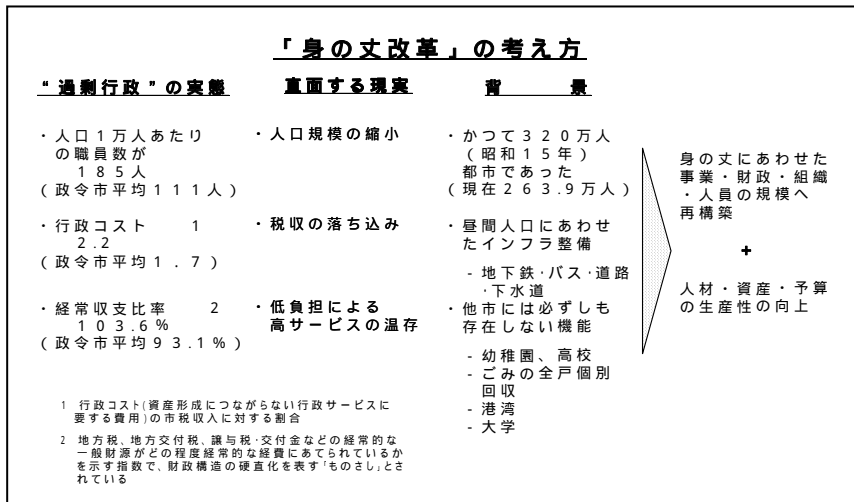 「身の丈改革」の考え方
“過剰行政”の実態
・人口1万人あたり
の職員数が
185人
(政令市平均111人)
・行政コスト 1
2.2
(政令市平均1.7)
・経常収支比率 2
103.6%
(政令市平均93.1%)
直面する現実
・人口規模の縮小
・税収の落ち込み
・低負担による
高サービスの温存
背 景
・かつて320万人
(昭和15年)
都市であった
(現在263.9万人)
・昼間人口にあわせ
たインフラ整備
- 地下鉄・バス・道路
・下水道
・他市には必ずしも
存在しない機能
- 幼稚園、高校
- ごみの全戸個別
回収
- 港湾
- 大学
身の丈にあわせた
事業・財政・組織
・人員の規模へ
再構築
+
人材・資産・予算
の生産性の向上
1 行政コスト(資産形成につながらない行政サービスに
要する費用)の市税収入に対する割合
2 地方税、地方交付税、譲与税・交付金などの経常的な
一般財源がどの程度経常的な経費にあてられているか
を示す指数で、財政構造の硬直化を表す「ものさし」とさ
れている